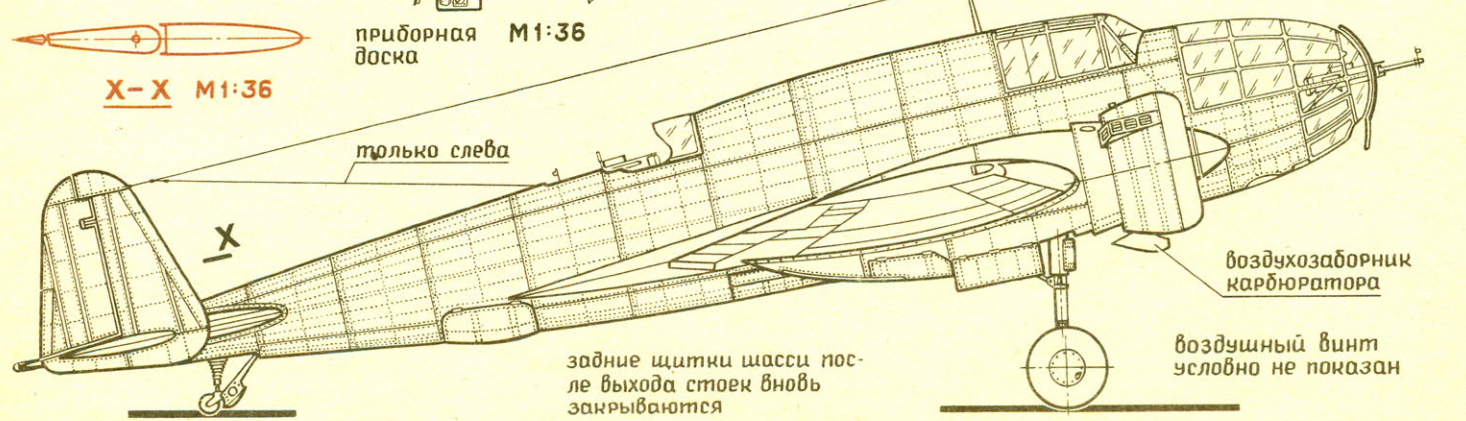 приборная М1:36
доска
Х-Х М1:36
только слева
Х
воздухозаборник
карбюратора
задние щитки шасси пос-
ле выхода стоек вновь
закрываются
воздушный винт
условно не показан